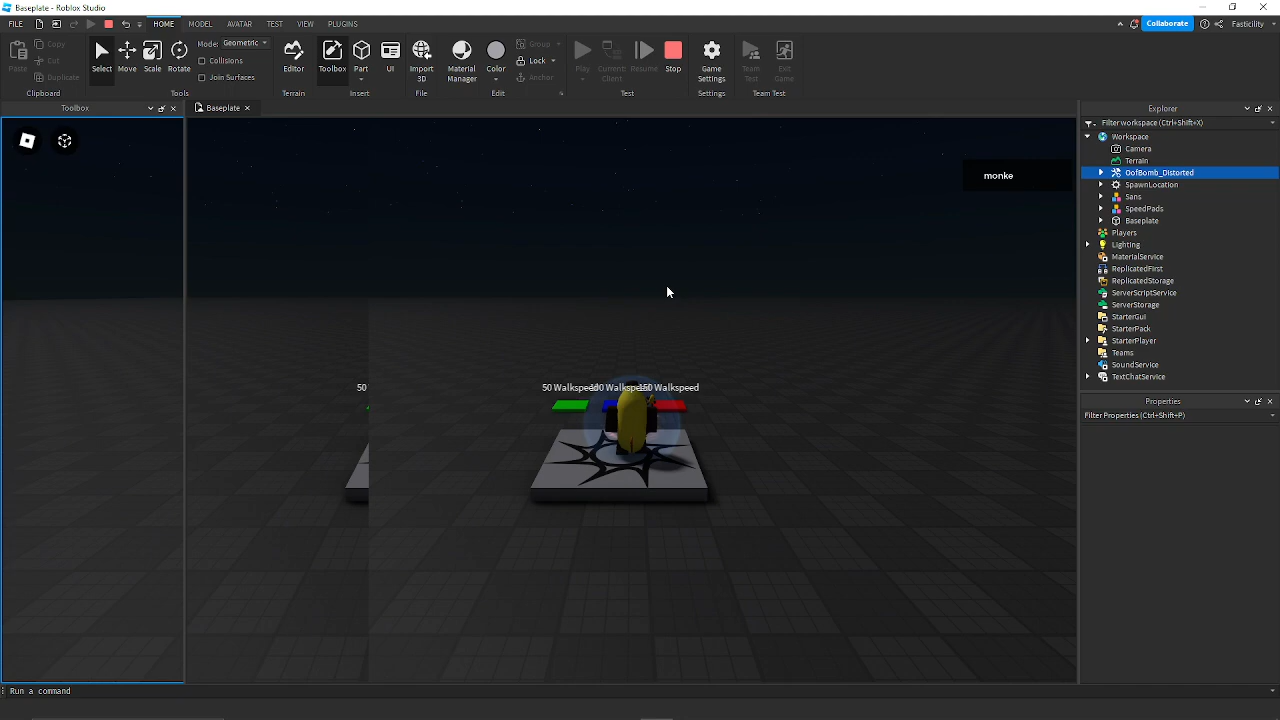 Baseplate - Roblox Studio
FILE HOME MODEL AVATAR TEST VIEW PLUGINS Collaborate Fasticility
Paste Copy Cut Duplicate Select Move Scale Rotate Mode: Geometric Collisions Join Surfaces Editor Toolbox Part UI Import 3D Material Manager Color Group Lock Anchor Play Current Client Resume Stop Game Settings Team Test Exit Game
Clipboard Tools Terrain Insert File Edit Test Settings Team Test
Toolbox
Baseplate
Explorer
Filter workspace (Ctrl+Shift+X)
Workspace
Camera
Terrain
OofBomb_Distorted
SpawnLocation
Sans
SpeedPads
Baseplate
Players
Lighting
MaterialService
ReplicatedFirst
ReplicatedStorage
ServerScriptService
ServerStorage
StarterGui
StarterPack
StarterPlayer
Teams
SoundService
TextChatService
Properties
Filter Properties (Ctrl+Shift+P)
monke
50
50 Walkspeed 100 Walkspeed 150 Walkspeed
Run a command